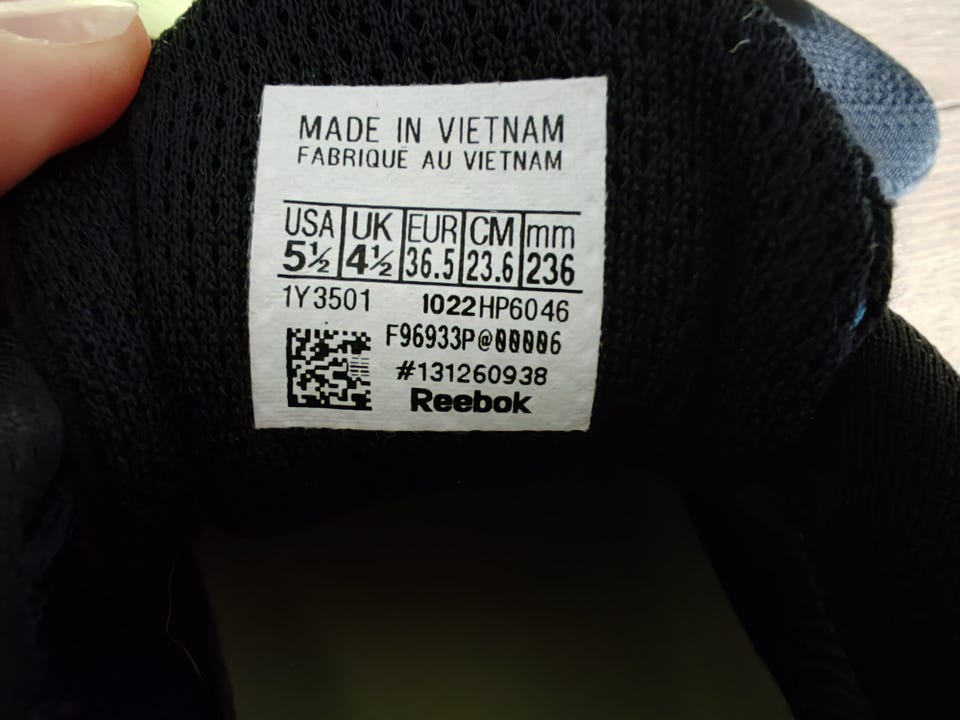 MADE IN VIETNAM
FABRIQUÉ AU VIETNAM
USA UK EUR CM mm
5½ 4½ 36.5 23.6 236
1Y3501 1022HP6046
F96933P@00006
#131260938
Reebok